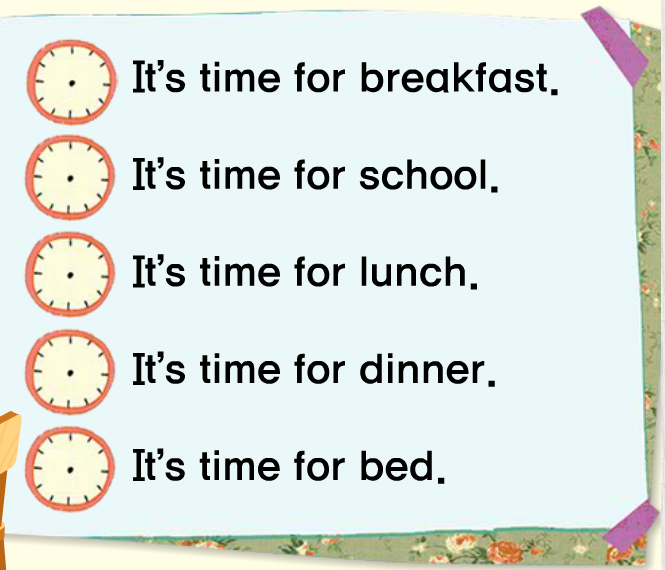 It's time for breakfast.
It's time for school.
It's time for lunch.
It's time for dinner.
It's time for bed.